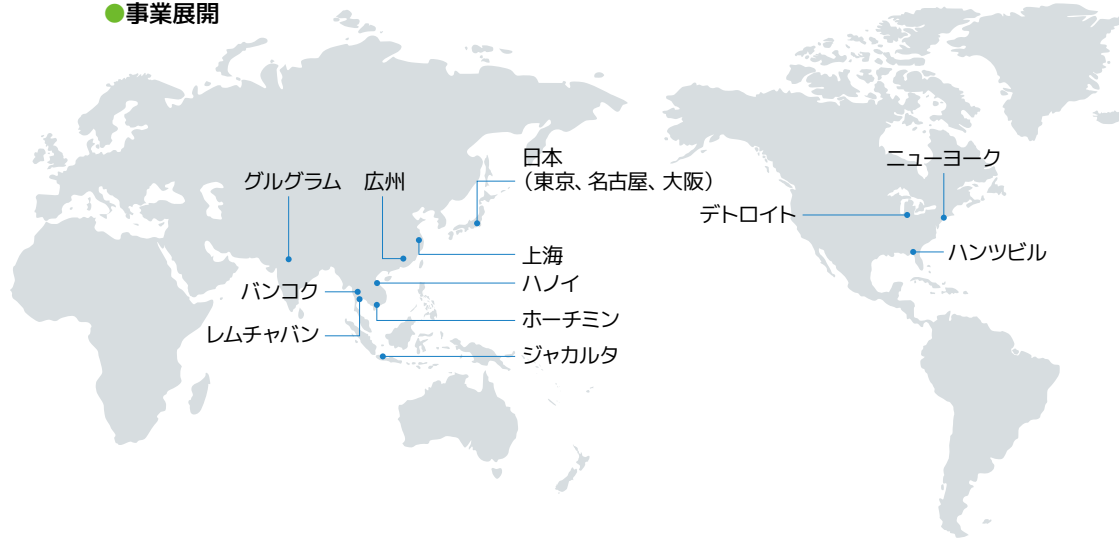 ●事業展開
日本
(東京、名古屋、大阪)
グルグラム
広州
上海
ハノイ
バンコク
ホーチミン
レムチャバン
ジャカルタ
ニューヨーク
デトロイト
ハンツビル